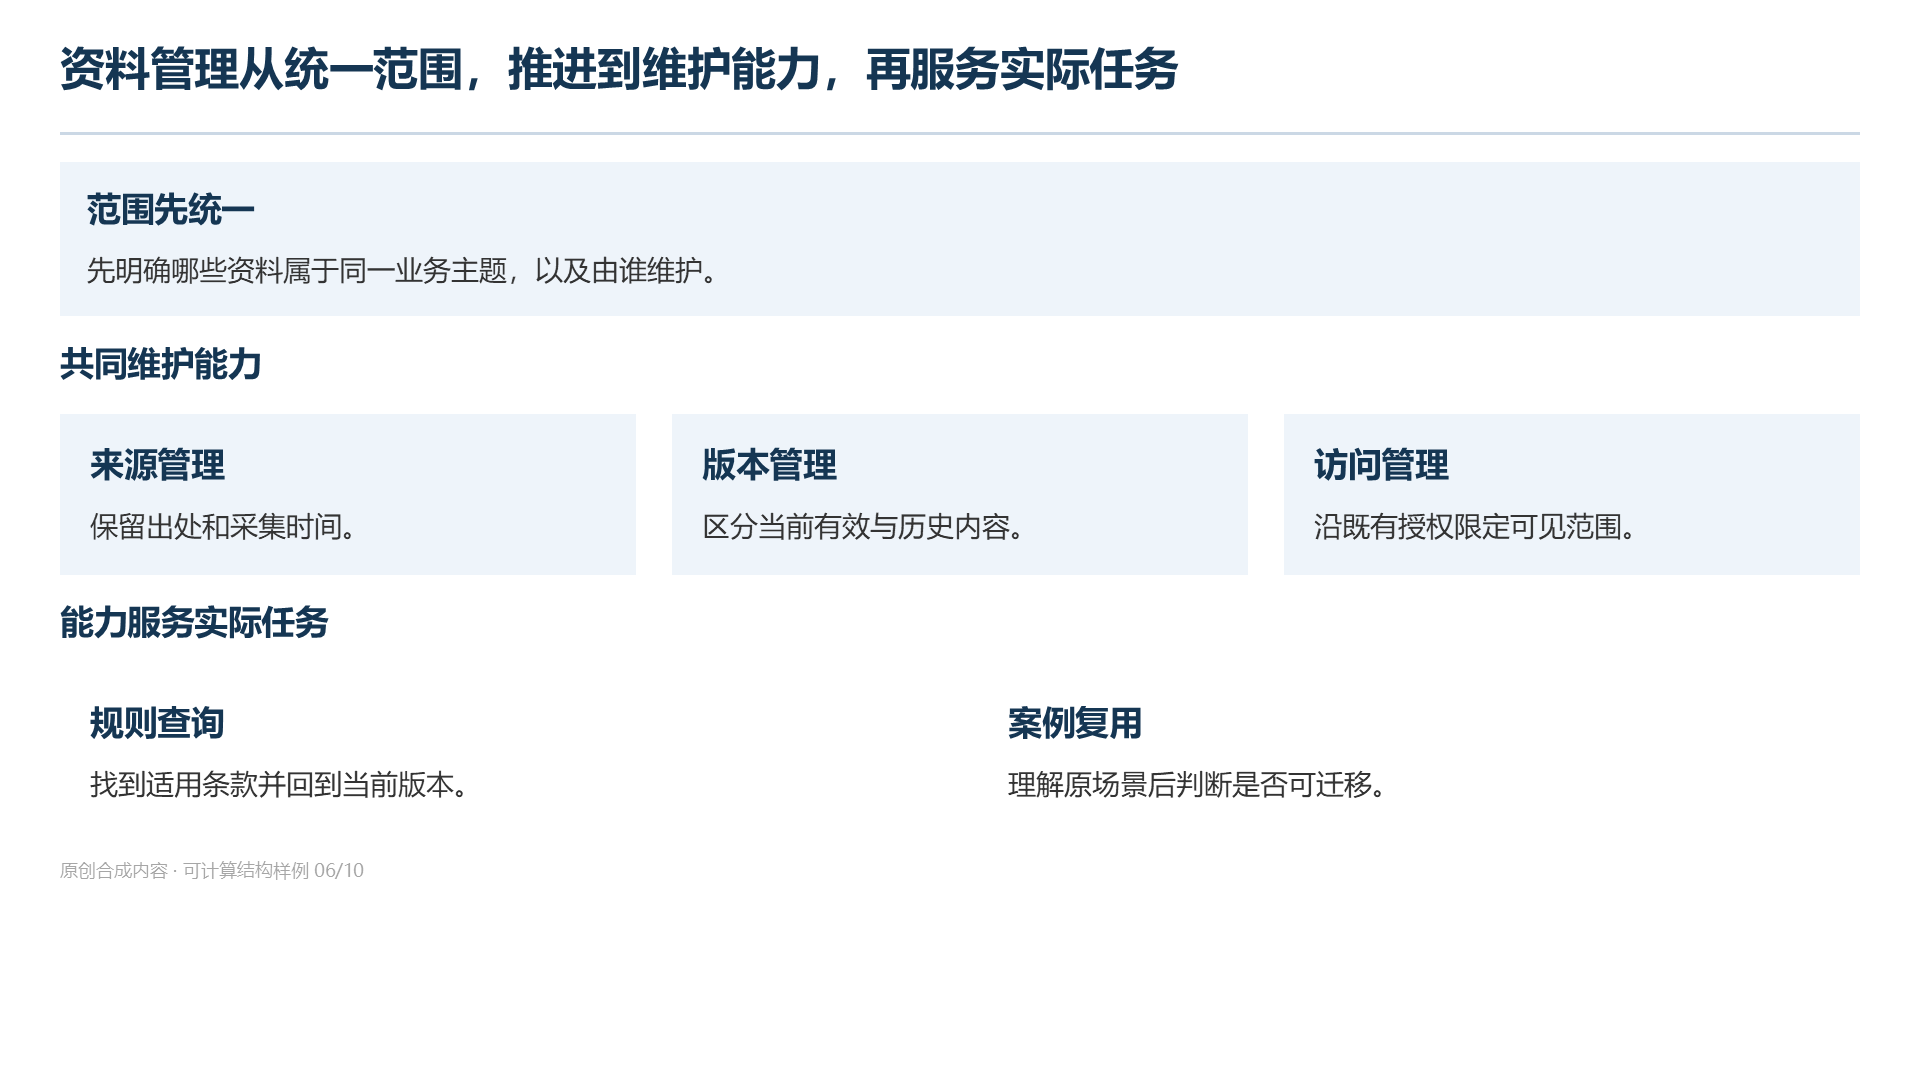 资料管理从统一范围，推进到维护能力，再服务实际任务
范围先统一
先明确哪些资料属于同一业务主题，以及由谁维护。
共同维护能力
来源管理
保留出处和采集时间。
版本管理
区分当前有效与历史内容。
访问管理
沿既有授权限定可见范围。
能力服务实际任务
规则查询
找到适用条款并回到当前版本。
案例复用
理解原场景后判断是否可迁移。
原创合成内容 · 可计算结构样例 06/10